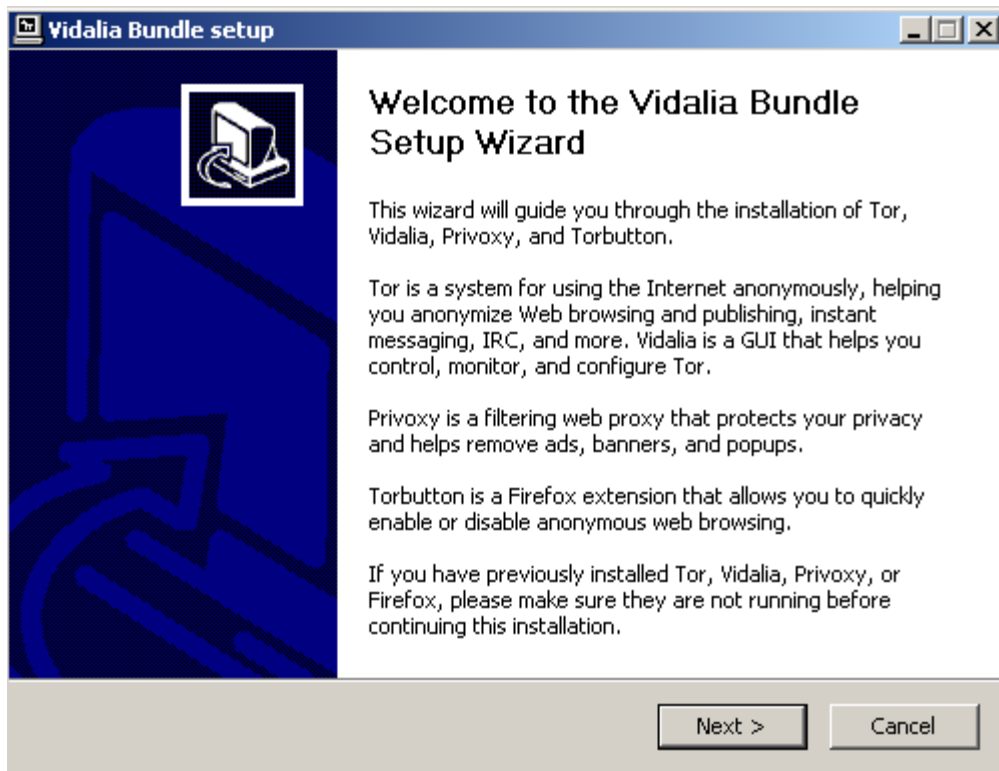 Vidalia Bundle setup
Welcome to the Vidalia Bundle
Setup Wizard
This wizard will guide you through the installation of Tor,
Vidalia, Privoxy, and Torbutton.
Tor is a system for using the Internet anonymously, helping
you anonymize Web browsing and publishing, instant
messaging, IRC, and more. Vidalia is a GUI that helps you
control, monitor, and configure Tor.
Privoxy is a filtering web proxy that protects your privacy
and helps remove ads, banners, and popups.
Torbutton is a Firefox extension that allows you to quickly
enable or disable anonymous web browsing.
If you have previously installed Tor, Vidalia, Privoxy, or
Firefox, please make sure they are not running before
continuing this installation.
Next > Cancel